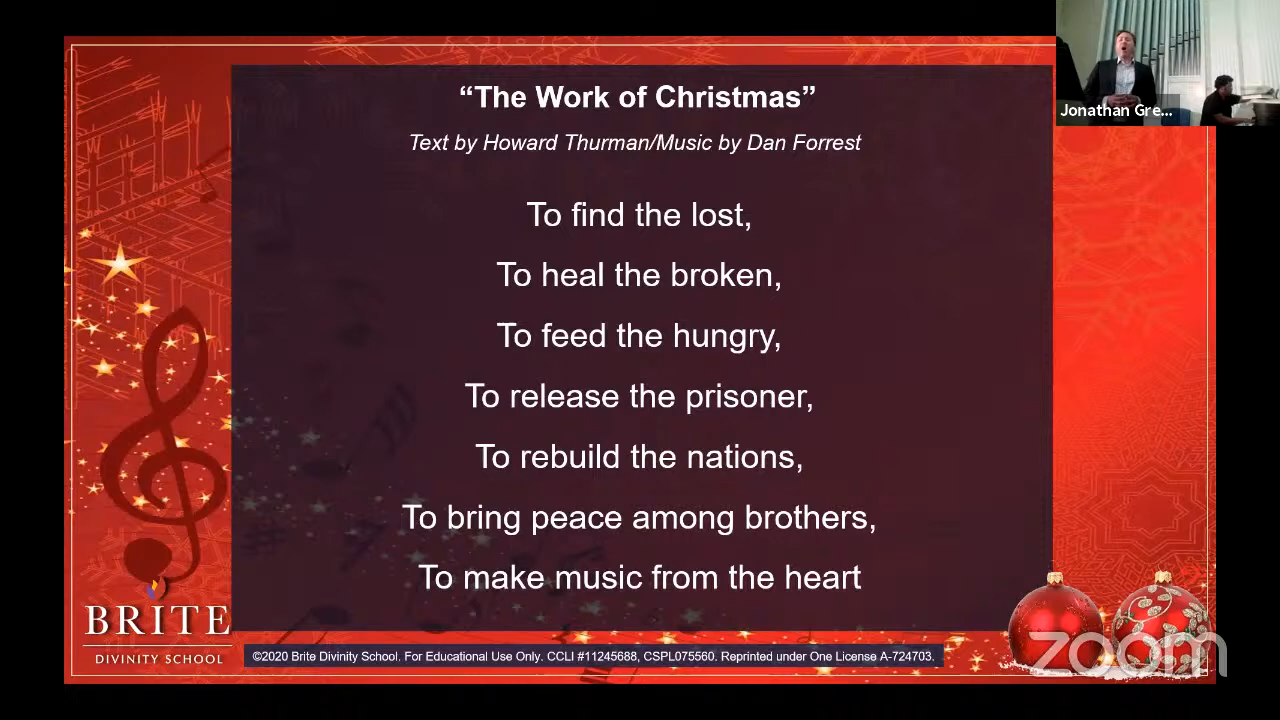 “The Work of Christmas”
Text by Howard Thurman/Music by Dan Forrest
To find the lost,
To heal the broken,
To feed the hungry,
To release the prisoner,
To rebuild the nations,
To bring peace among brothers,
To make music from the heart
Jonathan Gre...
BRITE
DIVINITY SCHOOL
©2020 Brite Divinity School. For Educational Use Only. CCLI #11245688, CSPL075560. Reprinted under One License A-724703.
zoom